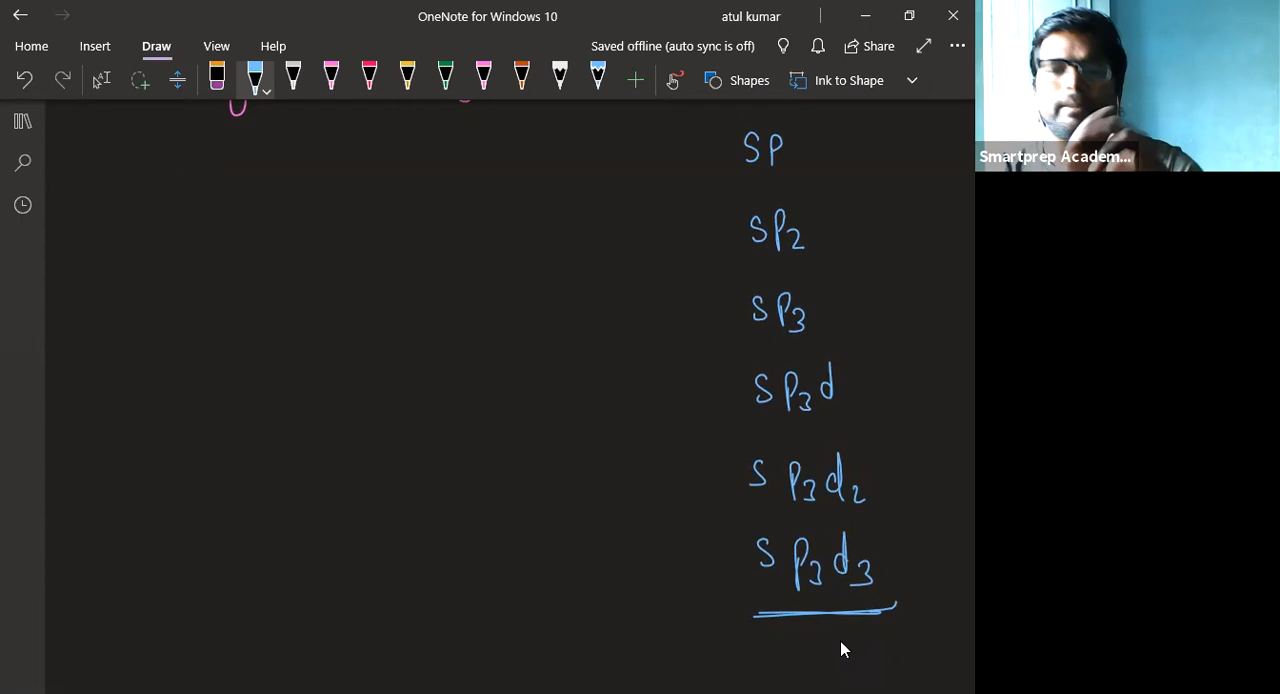 OneNote for Windows 10
atul kumar
Home Insert Draw View Help
Saved offline (auto sync is off)
Share
Shapes
Ink to Shape
Smartprep Academ...
SP
SP2
SP3
SP3d
SP3d2
SP3d3